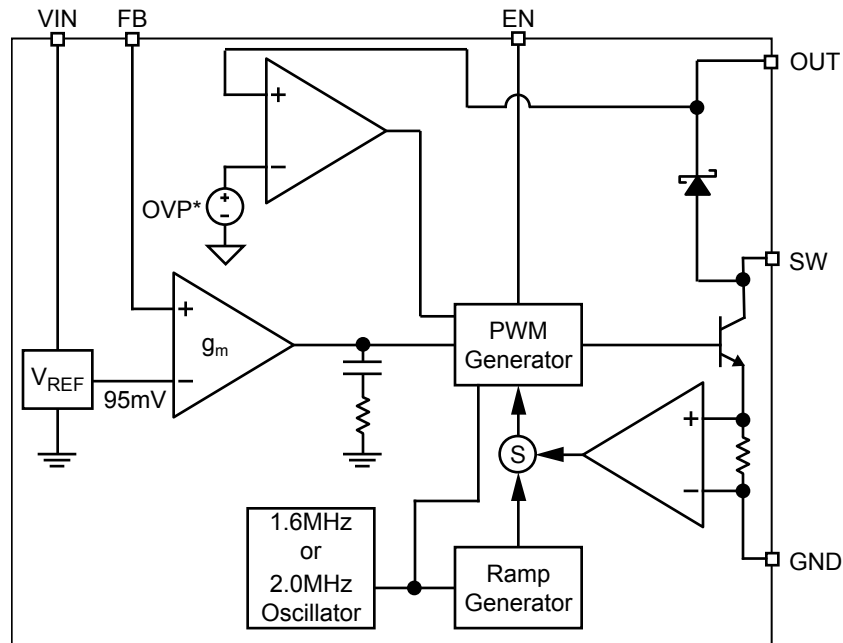 VIN
FB
EN
OUT
+
−
OVP*
+
−
SW
+
gm
−
VREF
95mV
PWM
Generator
S
+
−
1.6MHz
or
2.0MHz
Oscillator
Ramp
Generator
GND